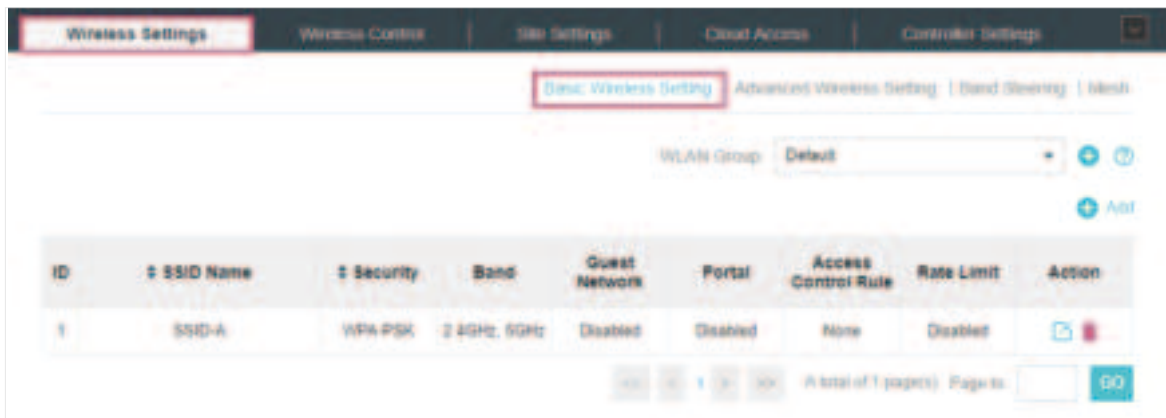 Wireless Settings Wireless Control | Site Settings | Cloud Access | Controller Settings
Basic Wireless Setting Advanced Wireless Setting | Band Steering | Mesh
WLAN Group: Default
Add
ID SSID Name Security Band Guest Network Portal Access Control Rule Rate Limit Action
1 SSID-A WPA-PSK 2.4GHz, 5GHz Disabled Disabled None Disabled
<< < 1 > >> A total of 1 page(s) Page to: GO